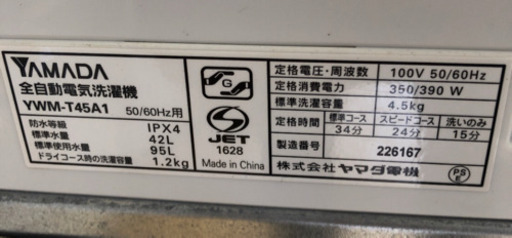 YAMADA
全自動電気洗濯機
YWM-T45A1 50/60Hz用
防水等級 IPX4
標準水量 42L
標準使用水量 95L
ドライコース時の洗濯容量 1.2kg
G
S
JET
1628
Made in China
定格電圧・周波数 100V 50/60Hz
定格消費電力 350/390 W
標準洗濯容量 4.5kg
定格時間 標準コース スピードコース 洗いのみ
34分 24分 15分
製造番号 226167
株式会社ヤマダ電機
PS
E